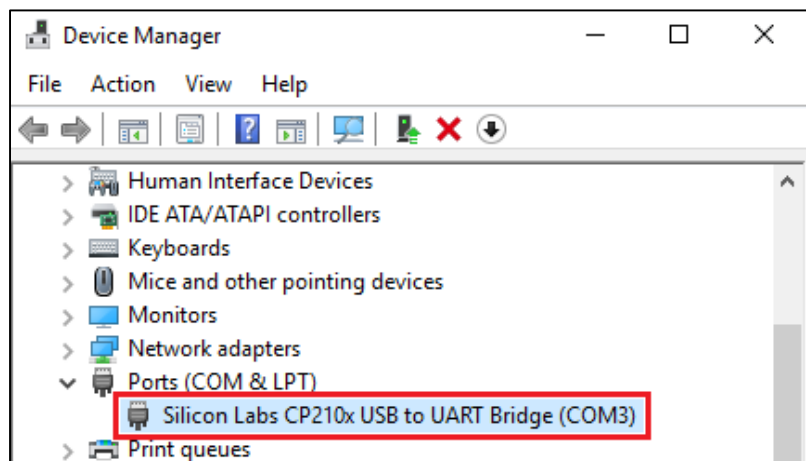 Device Manager
File Action View Help
Human Interface Devices
IDE ATA/ATAPI controllers
Keyboards
Mice and other pointing devices
Monitors
Network adapters
Ports (COM & LPT)
Silicon Labs CP210x USB to UART Bridge (COM3)
Print queues